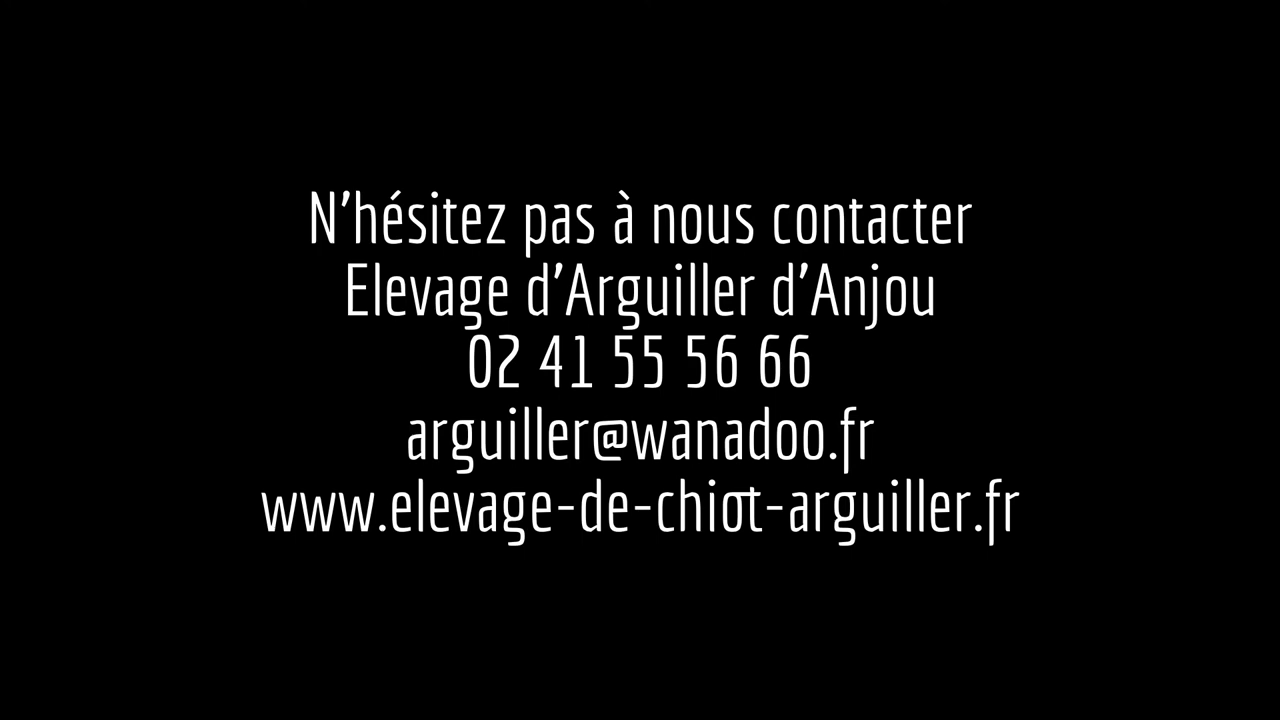 N'hésitez pas à nous contacter
Elevage d'Arguiller d'Anjou
02 41 55 56 66
arguiller@wanadoo.fr
www.elevage-de-chiot-arguiller.fr